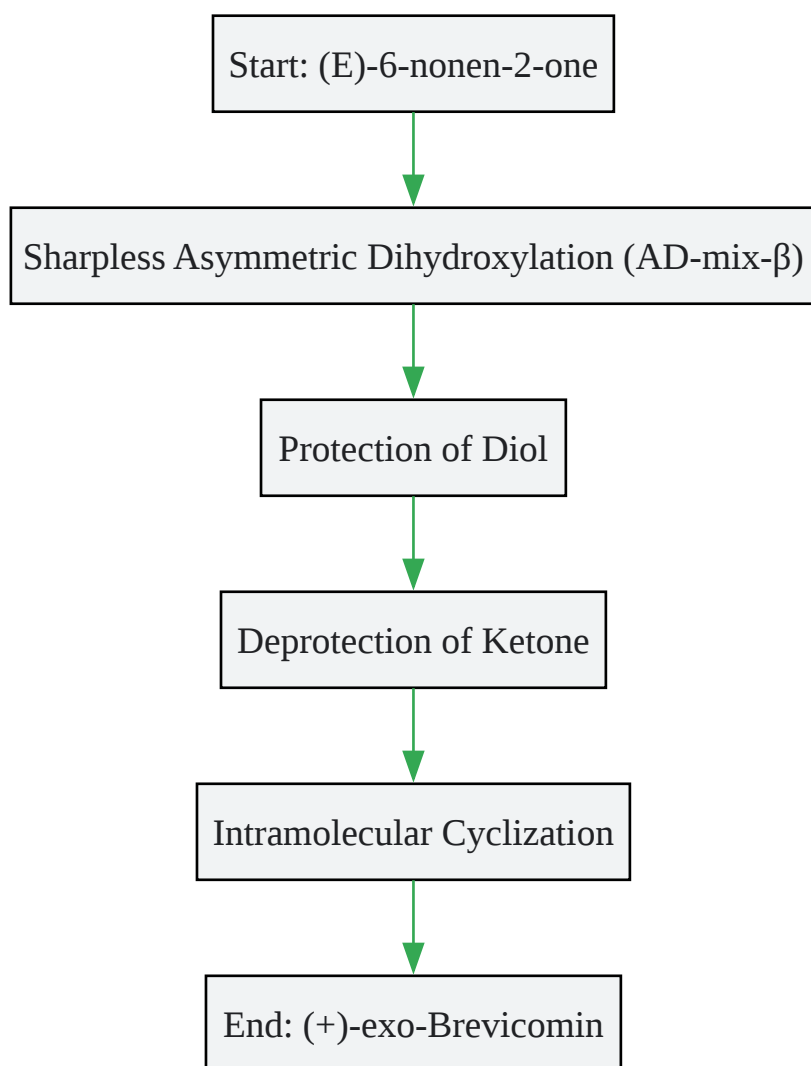 Start: (E)-6-nonen-2-one
Sharpless Asymmetric Dihydroxylation (AD-mix-β)
Protection of Diol
Deprotection of Ketone
Intramolecular Cyclization
End: (+)-exo-Brevicomin